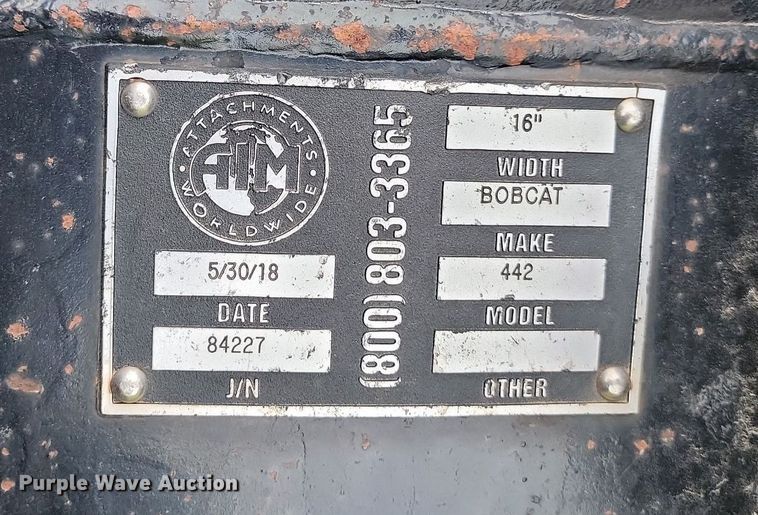 ATTACHMENTS
AIM
WORLDWIDE
5/30/18
DATE
84227
J/N
(800) 803-3365
16"
WIDTH
BOBCAT
MAKE
442
MODEL
OTHER
Purple Wave Auction